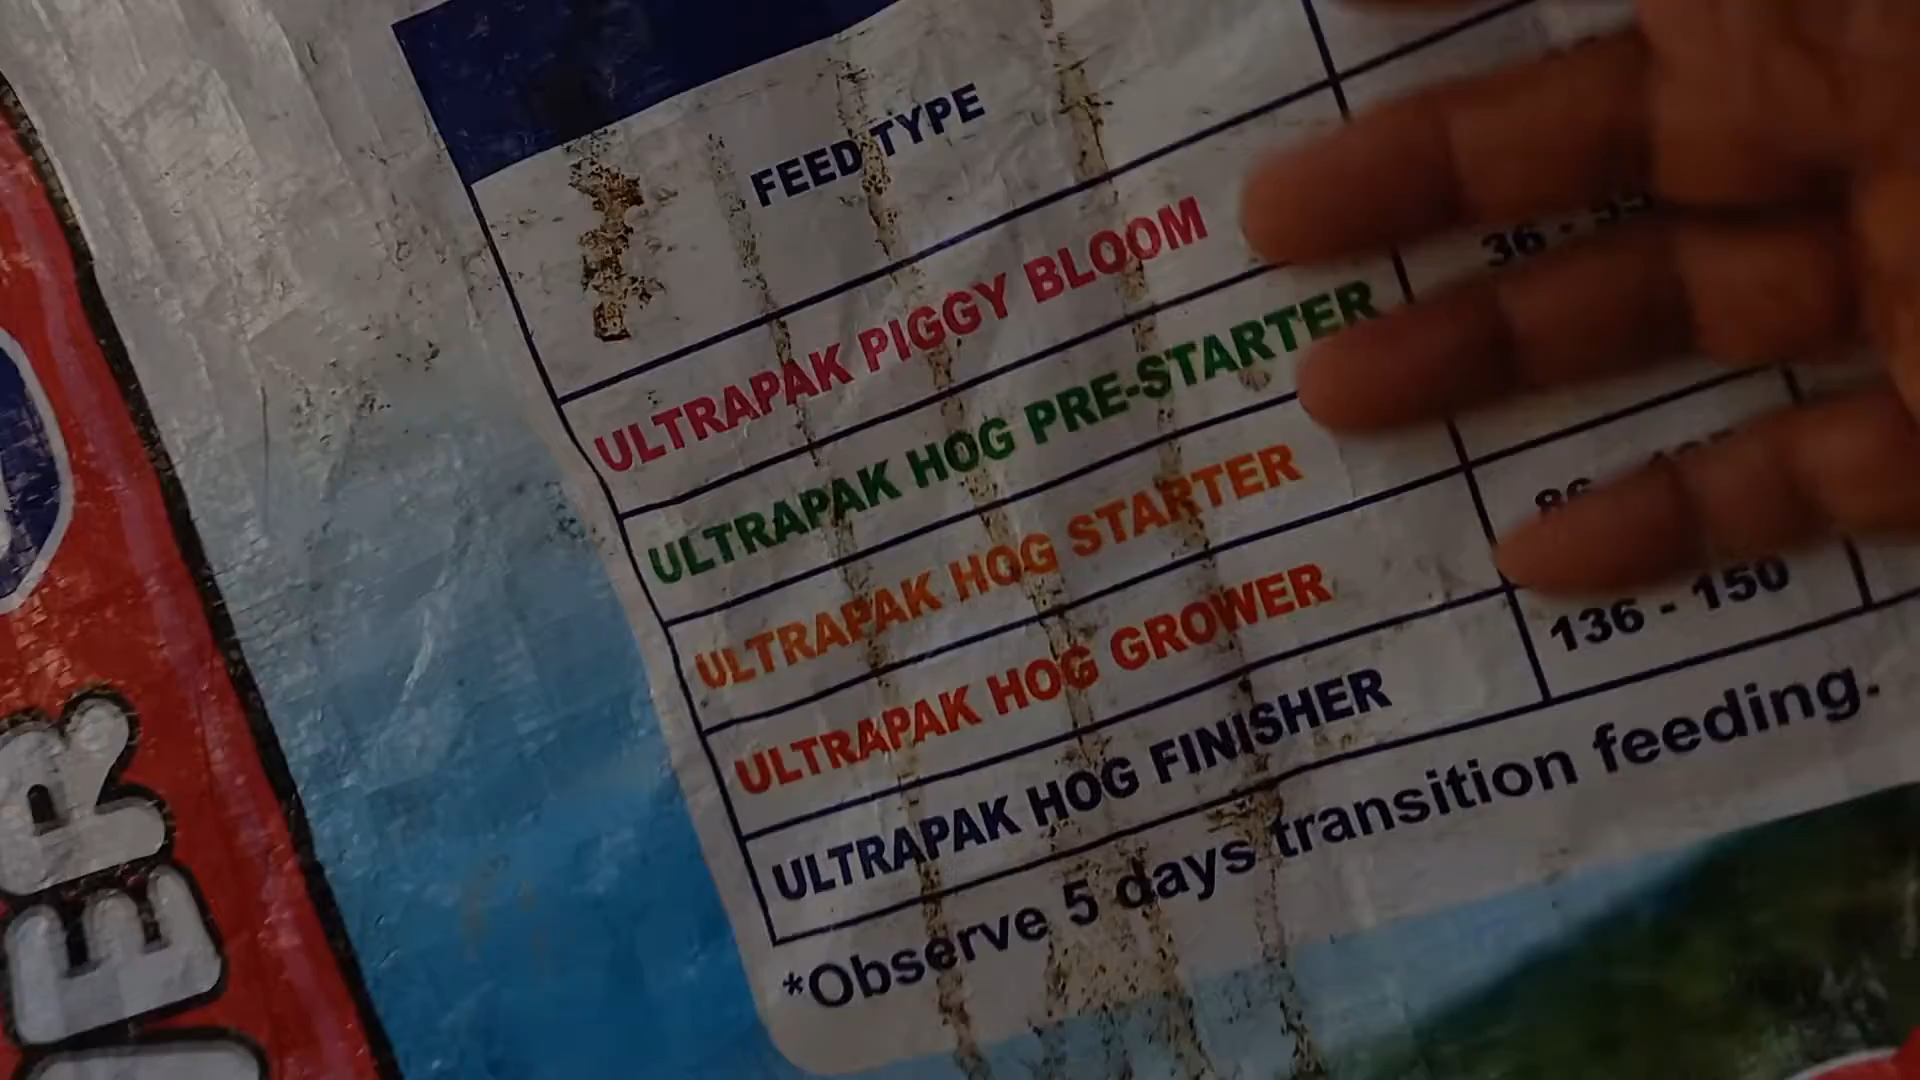 FEED TYPE
ULTRAPAK PIGGY BLOOM
ULTRAPAK HOG PRE-STARTER 36 -
ULTRAPAK HOG STARTER
ULTRAPAK HOG GROWER 86 -
ULTRAPAK HOG FINISHER 136 - 150
*Observe 5 days transition feeding.